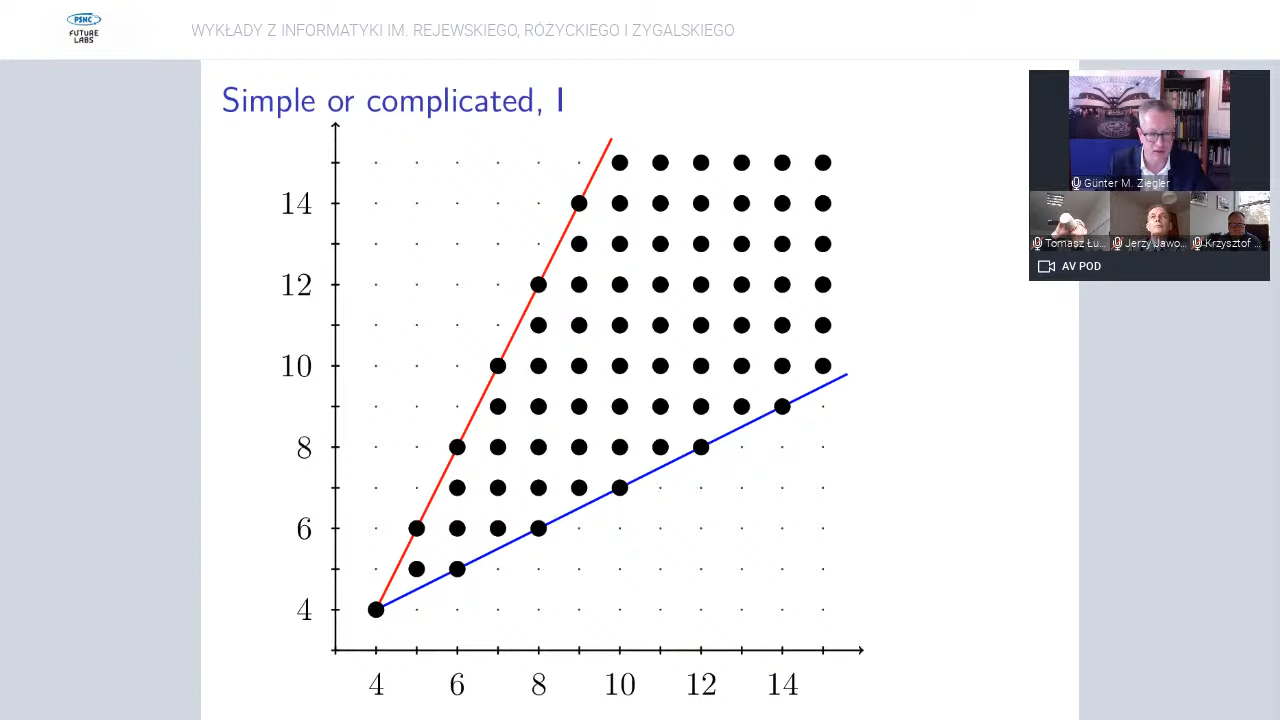 PSNC
FUTURE
LABS
WYKŁADY Z INFORMATYKI IM. REJEWSKIEGO, RÓŻYCKIEGO I ZYGALSKIEGO
Simple or complicated, I
14
12
10
8
6
4
4 6 8 10 12 14
Günter M. Ziegler
Tomasz Łu... Jerzy Jawo... Krzysztof ...
AV POD